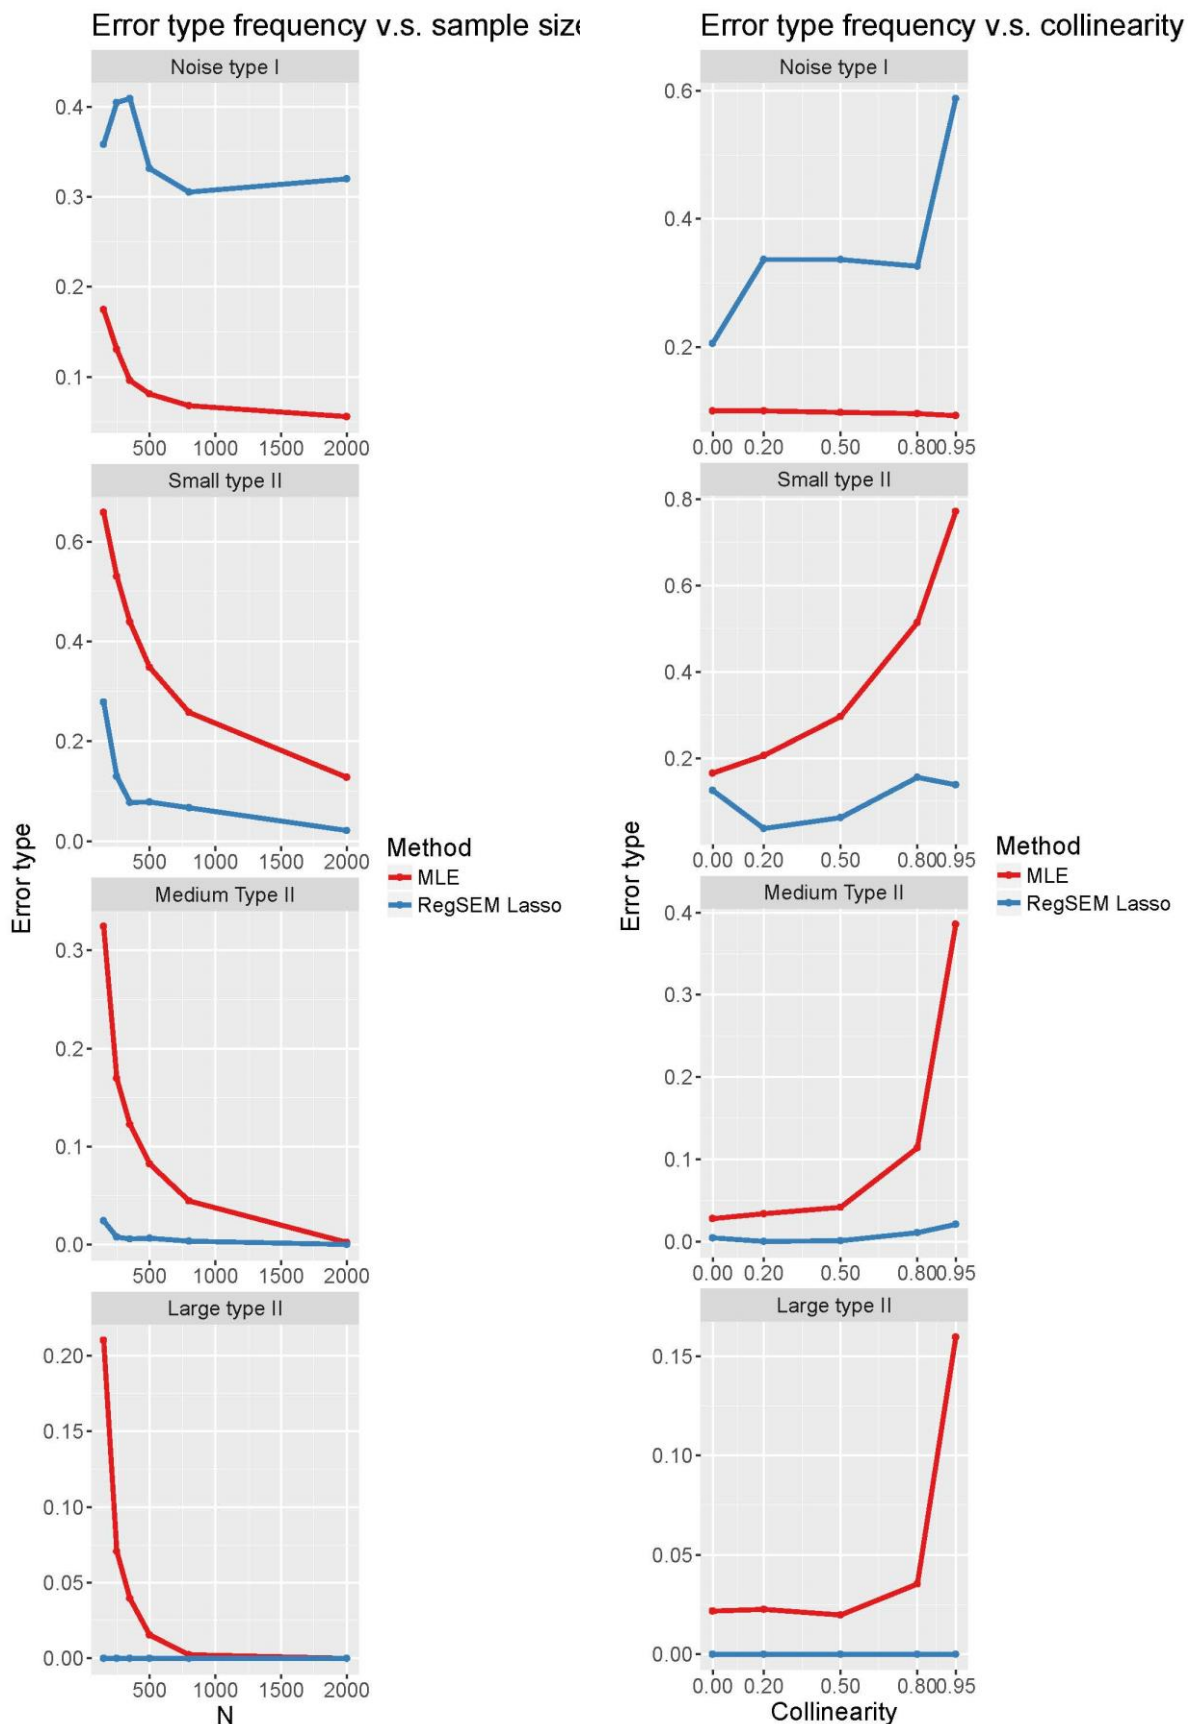 Error type frequency v.s. sample size
Noise type I
0.4
0.3
0.2
0.1
500 1000 1500 2000
Small type II
0.6
0.4
0.2
0.0
500 1000 1500 2000
Medium Type II
0.3
0.2
0.1
0.0
500 1000 1500 2000
Large type II
0.20
0.15
0.10
0.05
0.00
500 1000 1500 2000
N
Error type
Method
MLE
RegSEM Lasso
Error type frequency v.s. collinearity
Noise type I
0.6
0.4
0.2
0.00 0.20 0.50 0.80 0.95
Small type II
0.8
0.6
0.4
0.2
0.00 0.20 0.50 0.80 0.95
Medium Type II
0.4
0.3
0.2
0.1
0.0
0.00 0.20 0.50 0.80 0.95
Large type II
0.15
0.10
0.05
0.00
0.00 0.20 0.50 0.80 0.95
Collinearity
Error type
Method
MLE
RegSEM Lasso